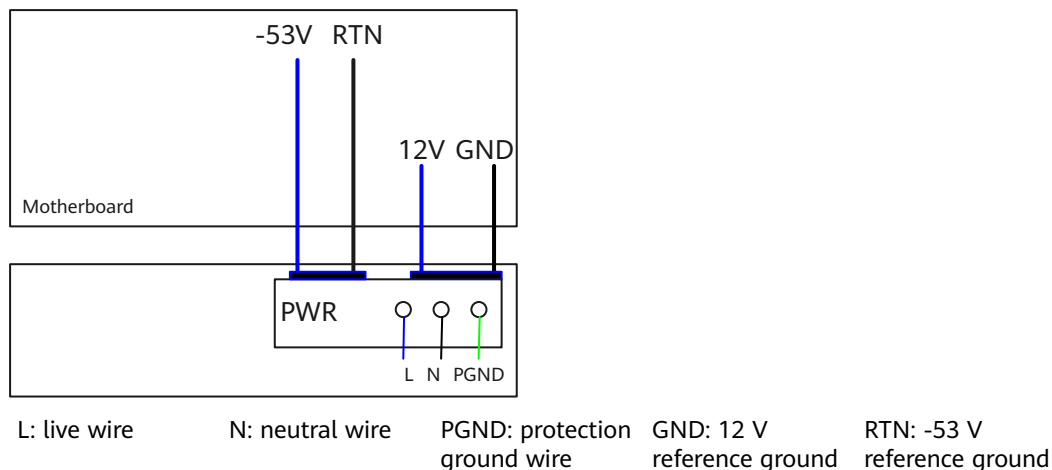 -53V RTN
12V GND
Motherboard
PWR
L N PGND
L: live wire
N: neutral wire
PGND: protection
ground wire
GND: 12 V
reference ground
RTN: -53 V
reference ground